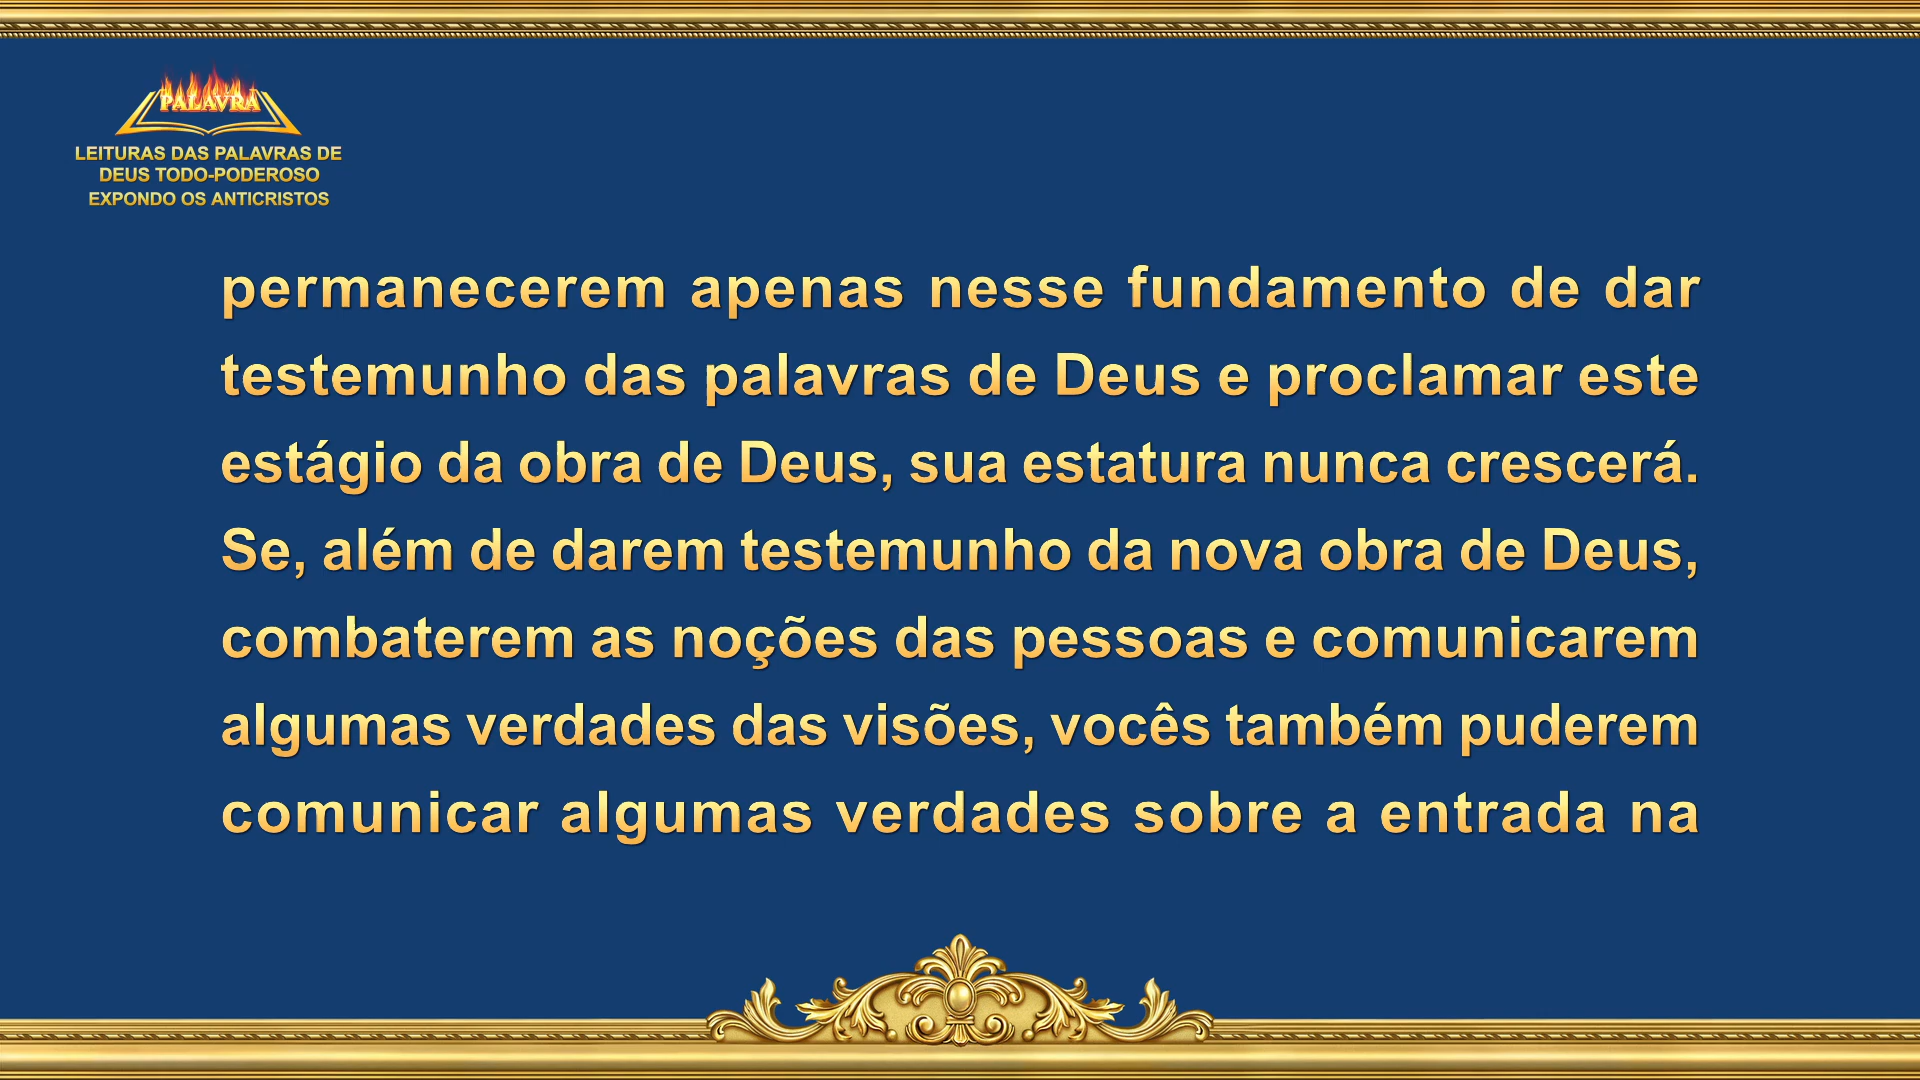 PALAVRA
LEITURAS DAS PALAVRAS DE
DEUS TODO-PODEROSO
EXPONDO OS ANTICRISTOS
permanecerem apenas nesse fundamento de dar
testemunho das palavras de Deus e proclamar este
estágio da obra de Deus, sua estatura nunca crescerá.
Se, além de darem testemunho da nova obra de Deus,
combaterem as noções das pessoas e comunicarem
algumas verdades das visões, vocês também puderem
comunicar algumas verdades sobre a entrada na